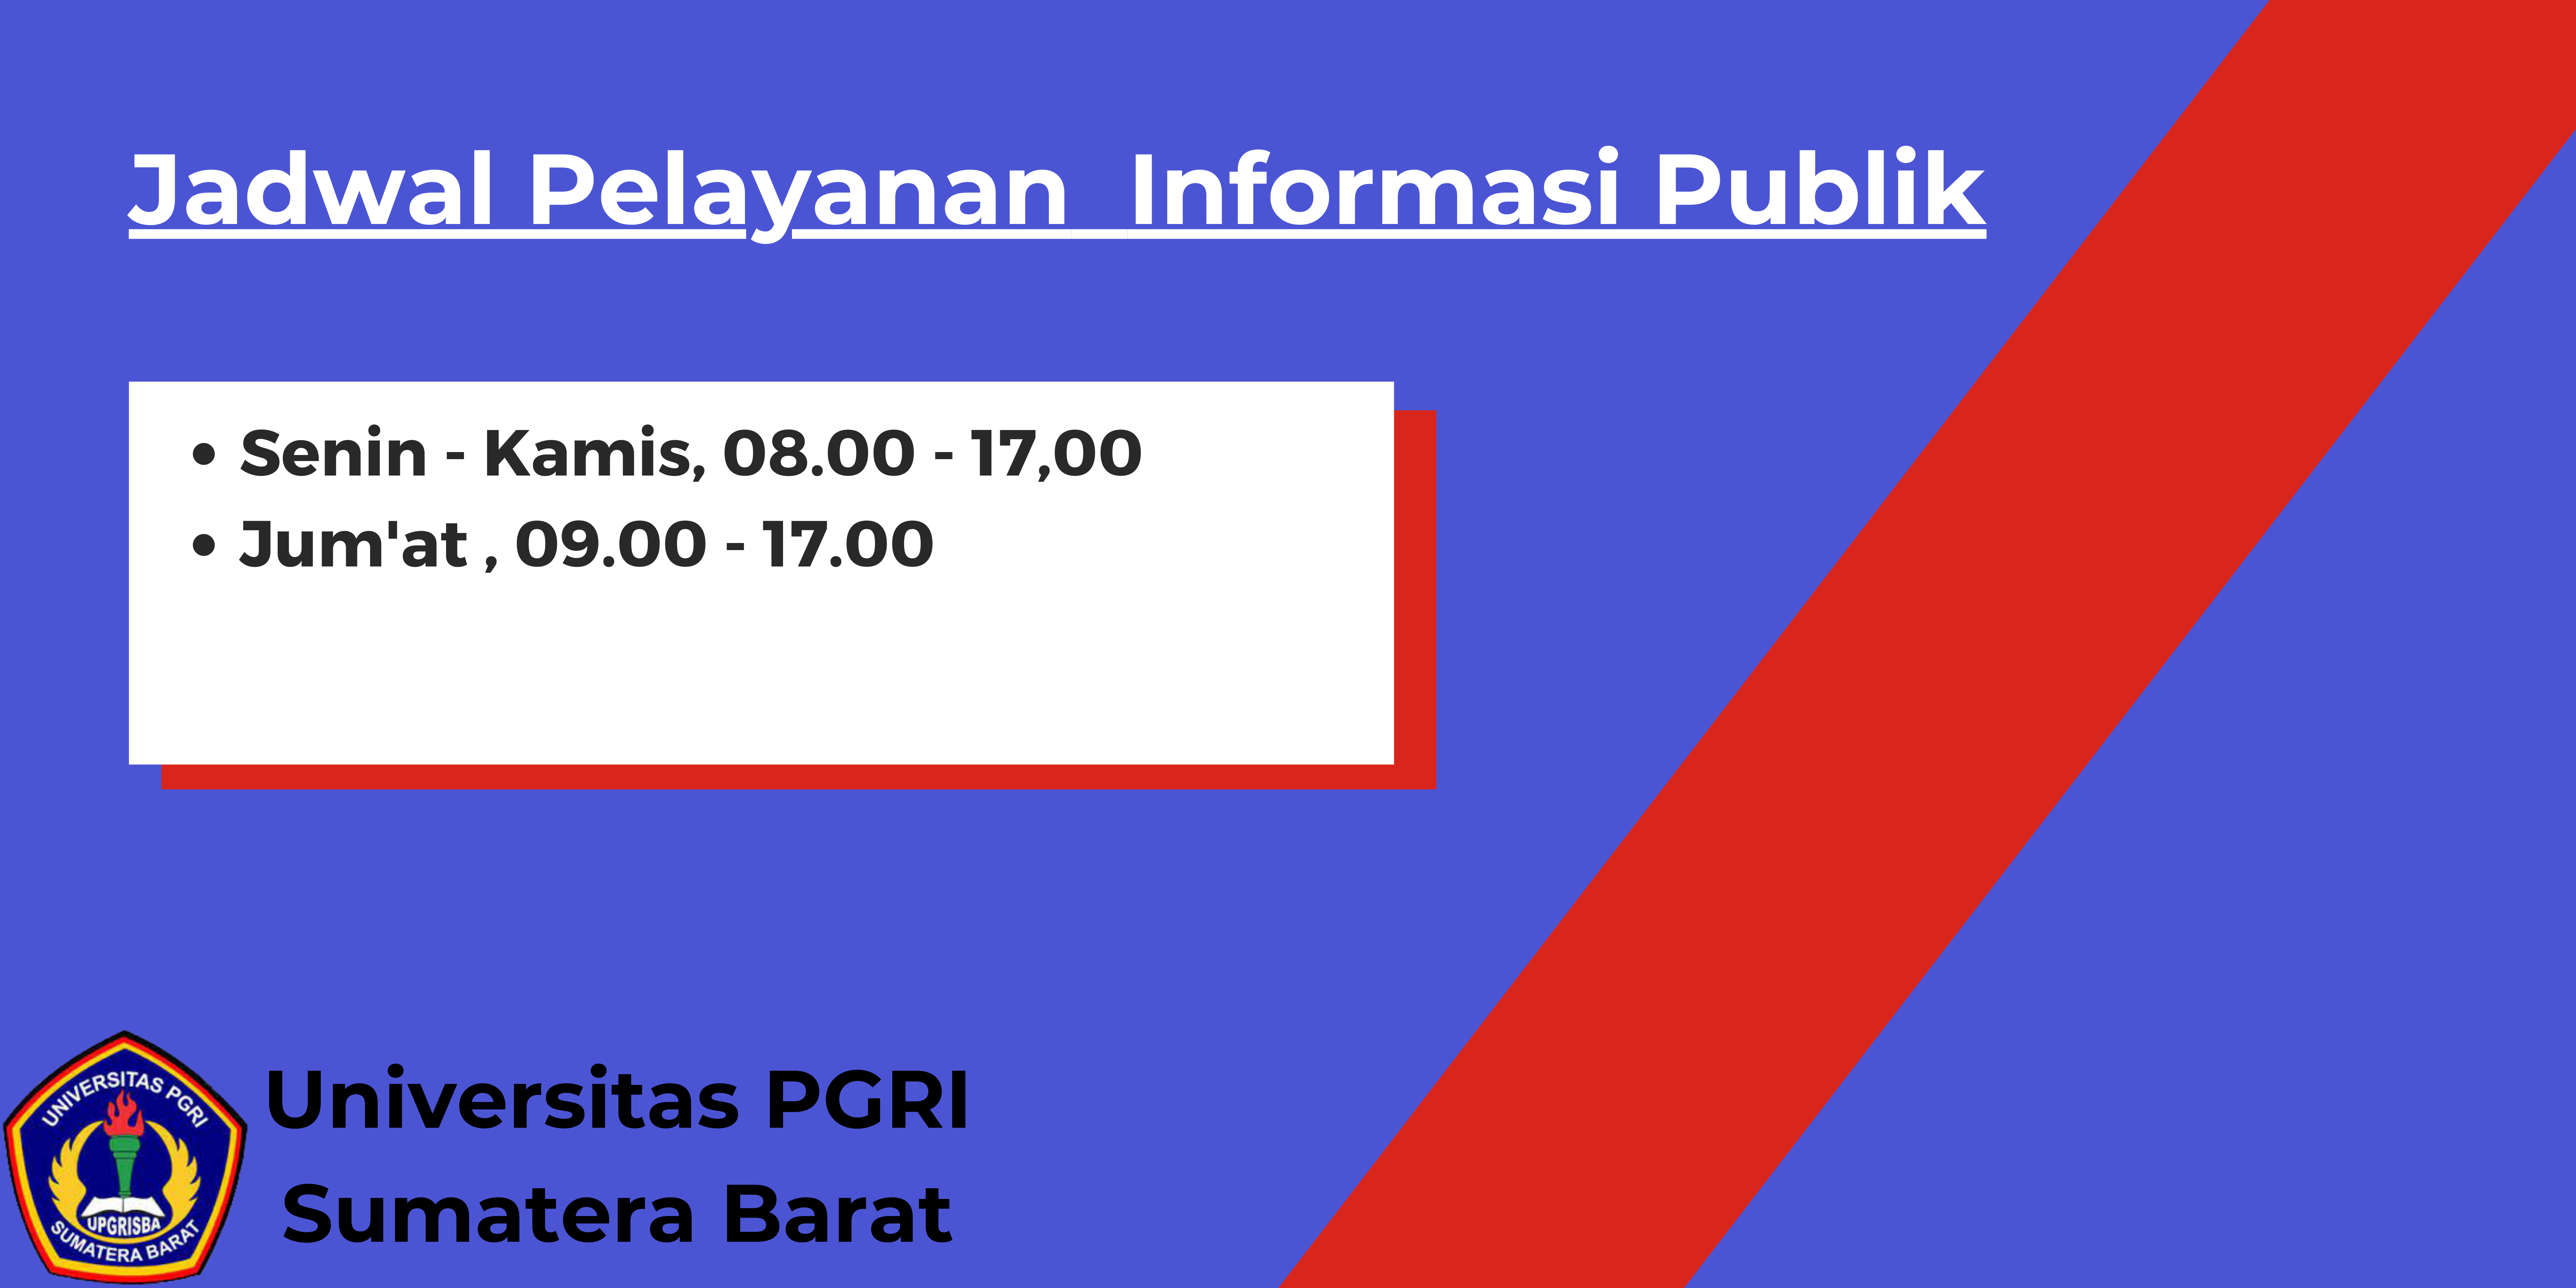 Jadwal Pelayanan  Informasi Publik
• Senin - Kamis, 08.00 - 17,00
• Jum'at , 09.00 - 17.00
UNIVERSITAS PGRI
UPGRISBA
SUMATERA BARAT
Universitas PGRI
Sumatera Barat